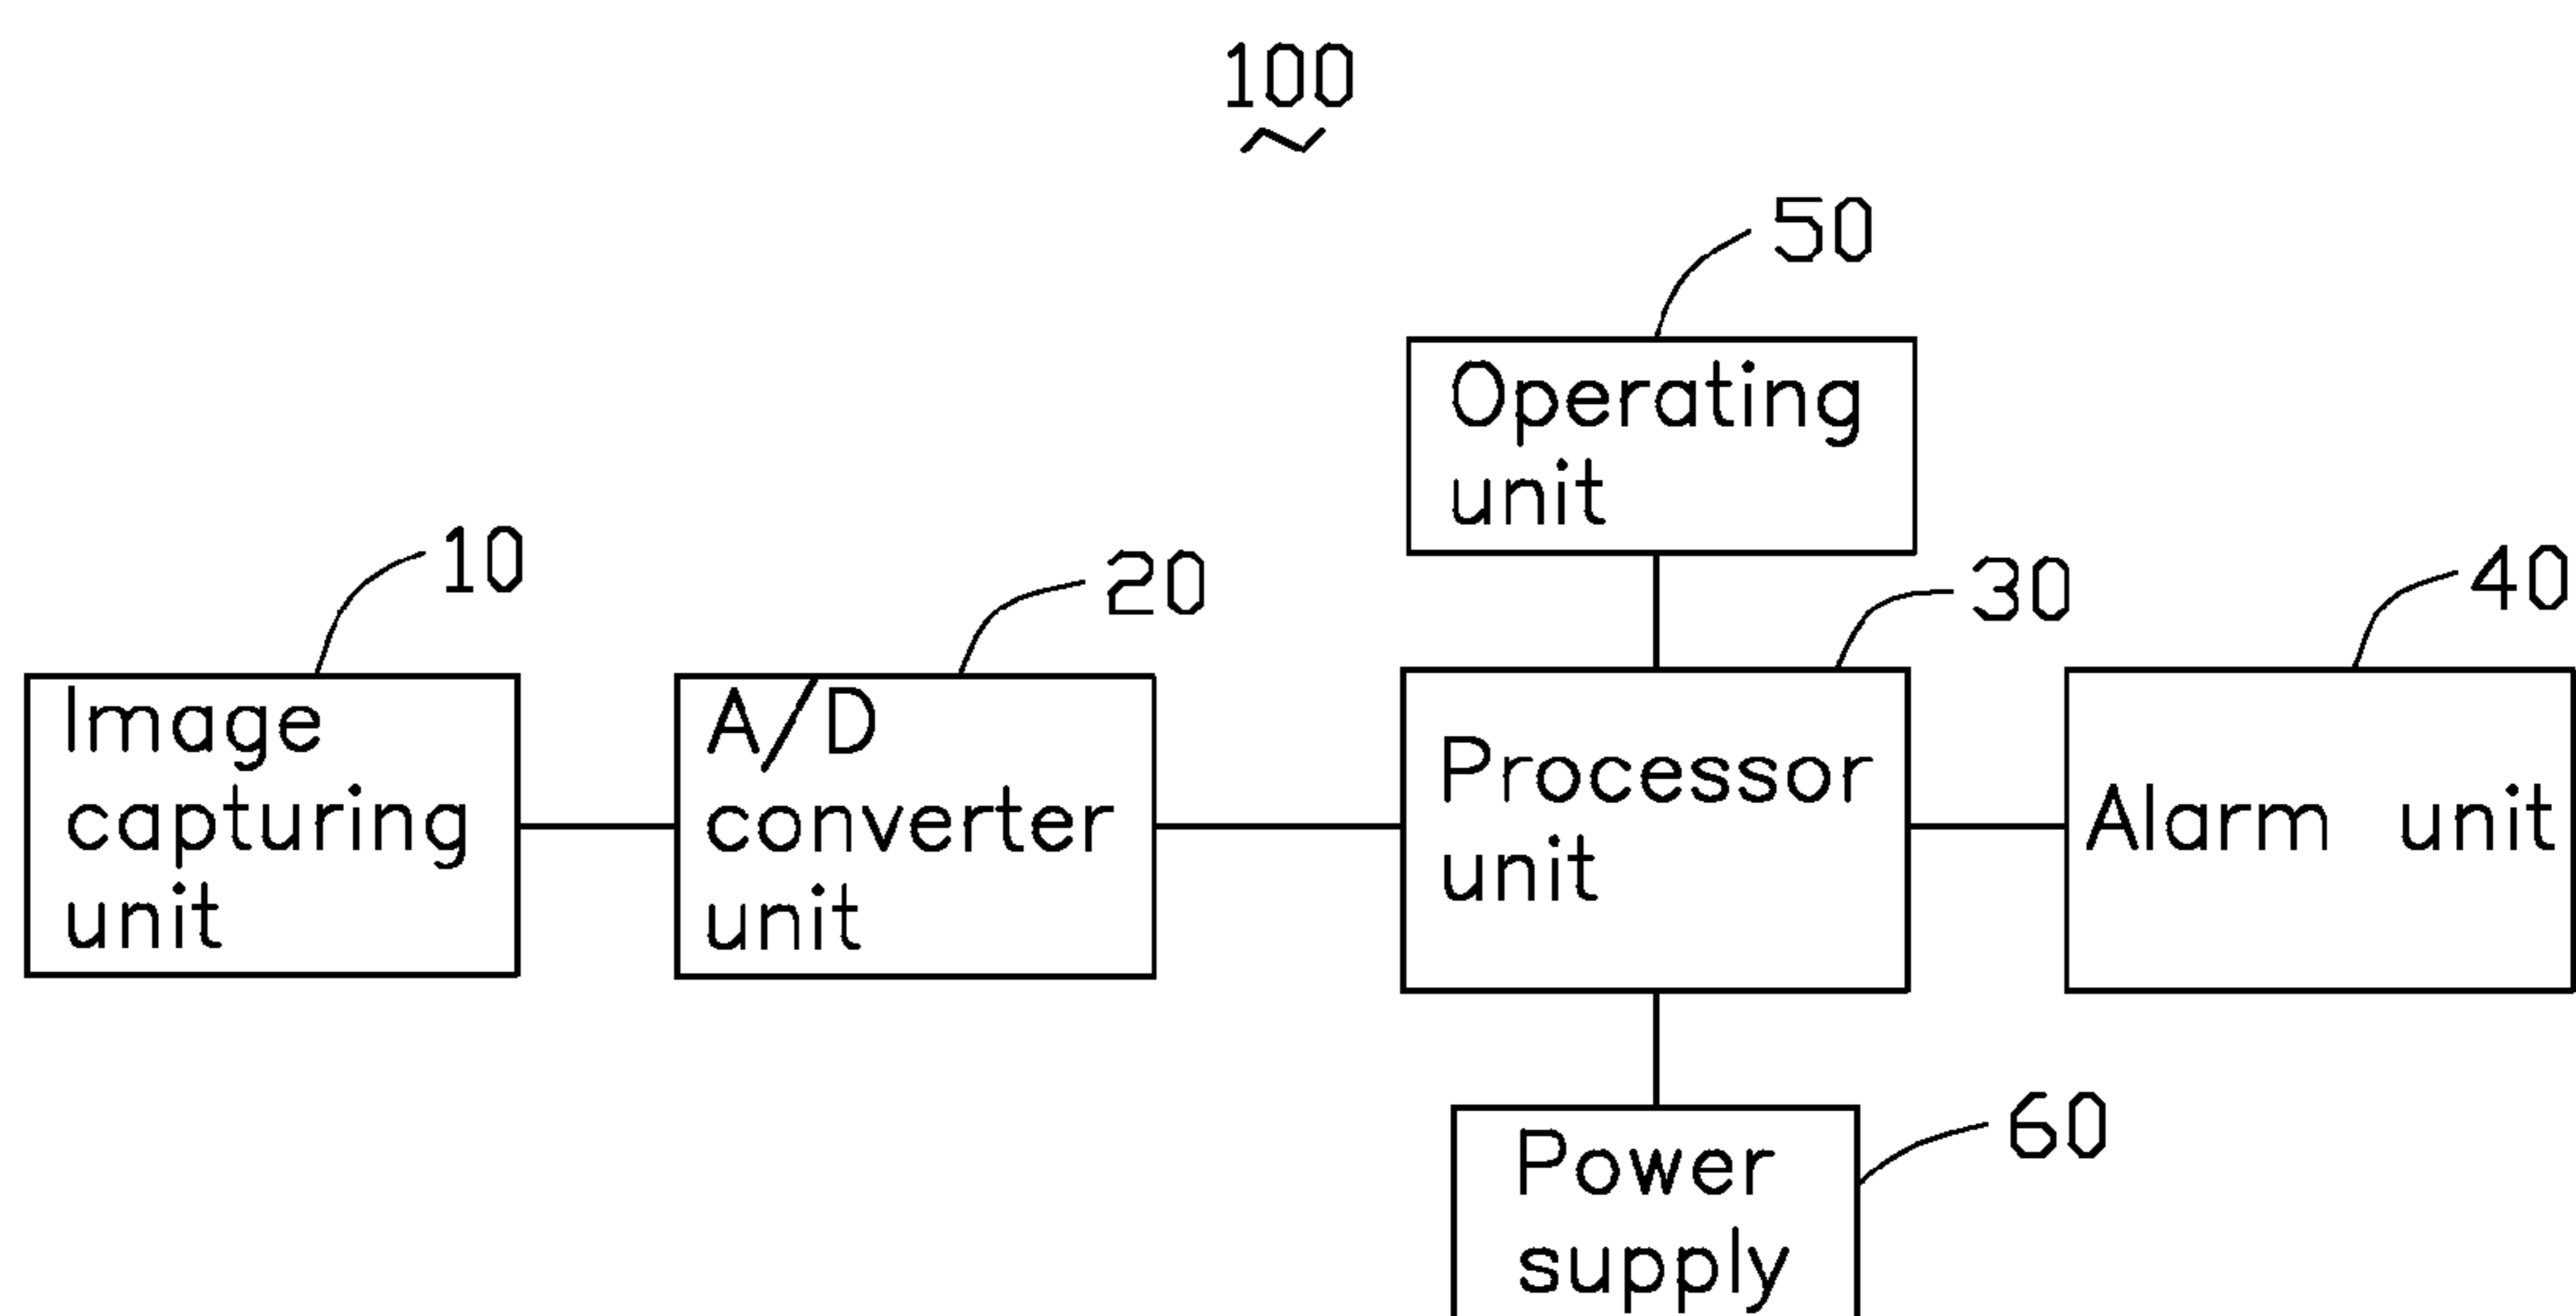 100
50
Operating
unit
10
20
30
40
Image
capturing
unit
A/D
converter
unit
Processor
unit
Alarm unit
60
Power
supply